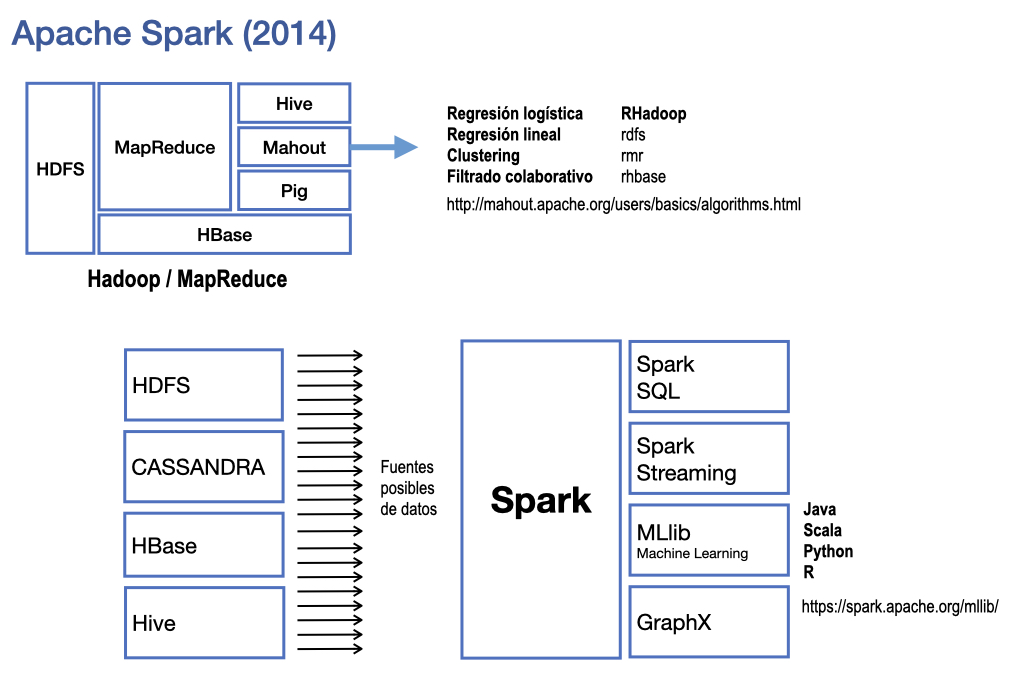 Apache Spark (2014)
HDFS
MapReduce
Hive
Mahout
Pig
HBase
Hadoop / MapReduce
Regresión logística
Regresión lineal
Clustering
Filtrado colaborativo
RHadoop
rdfs
rmr
rhbase
http://mahout.apache.org/users/basics/algorithms.html
HDFS
CASSANDRA
HBase
Hive
Fuentes
posibles
de datos
Spark
Spark
SQL
Spark
Streaming
MLlib
Machine Learning
GraphX
Java
Scala
Python
R
https://spark.apache.org/mllib/